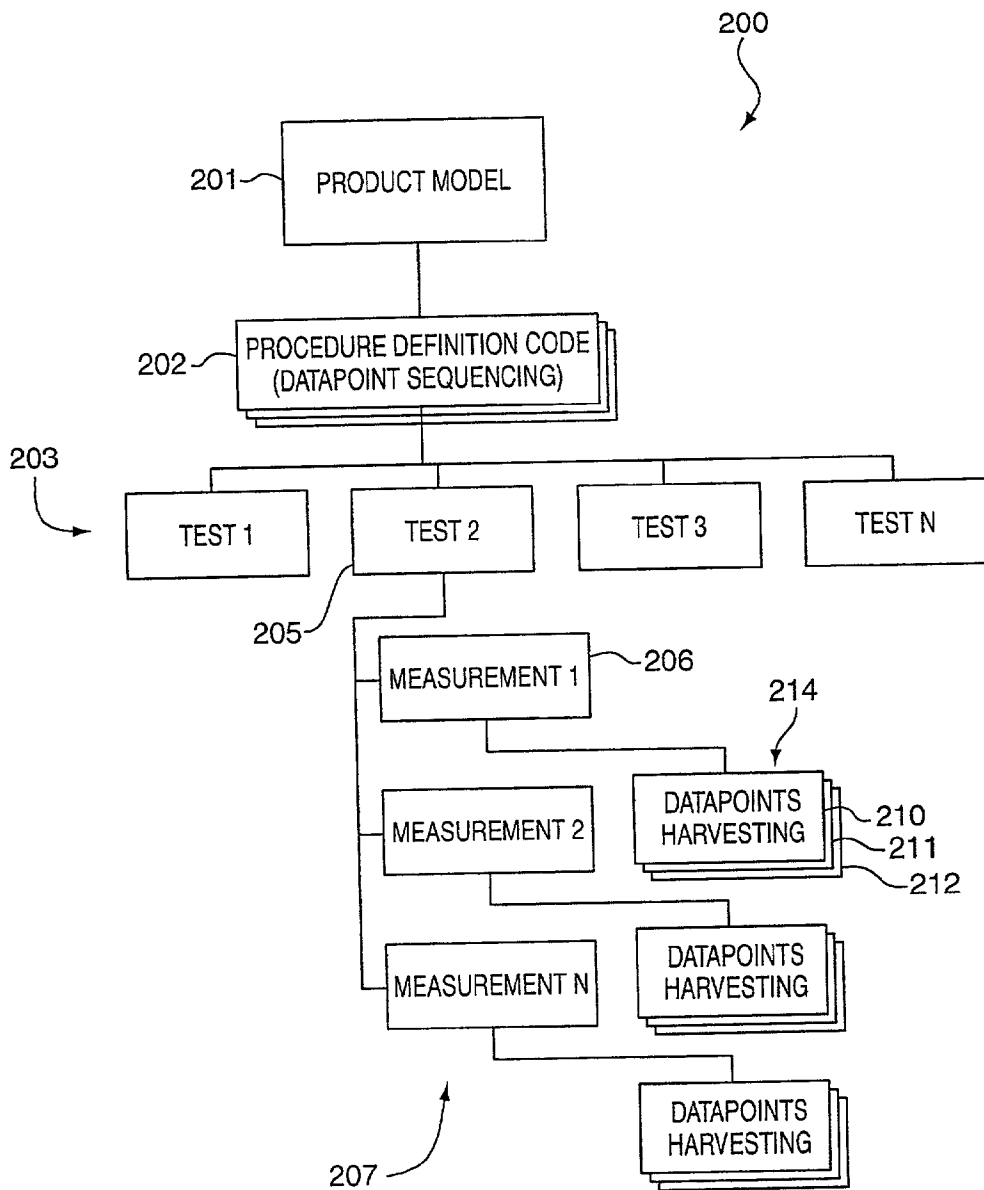 200
201
PRODUCT MODEL
202
PROCEDURE DEFINITION CODE
(DATAPOINT SEQUENCING)
203
TEST 1
TEST 2
TEST 3
TEST N
205
MEASUREMENT 1
206
214
DATAPOINTS
HARVESTING
210
211
212
MEASUREMENT 2
DATAPOINTS
HARVESTING
MEASUREMENT N
DATAPOINTS
HARVESTING
207